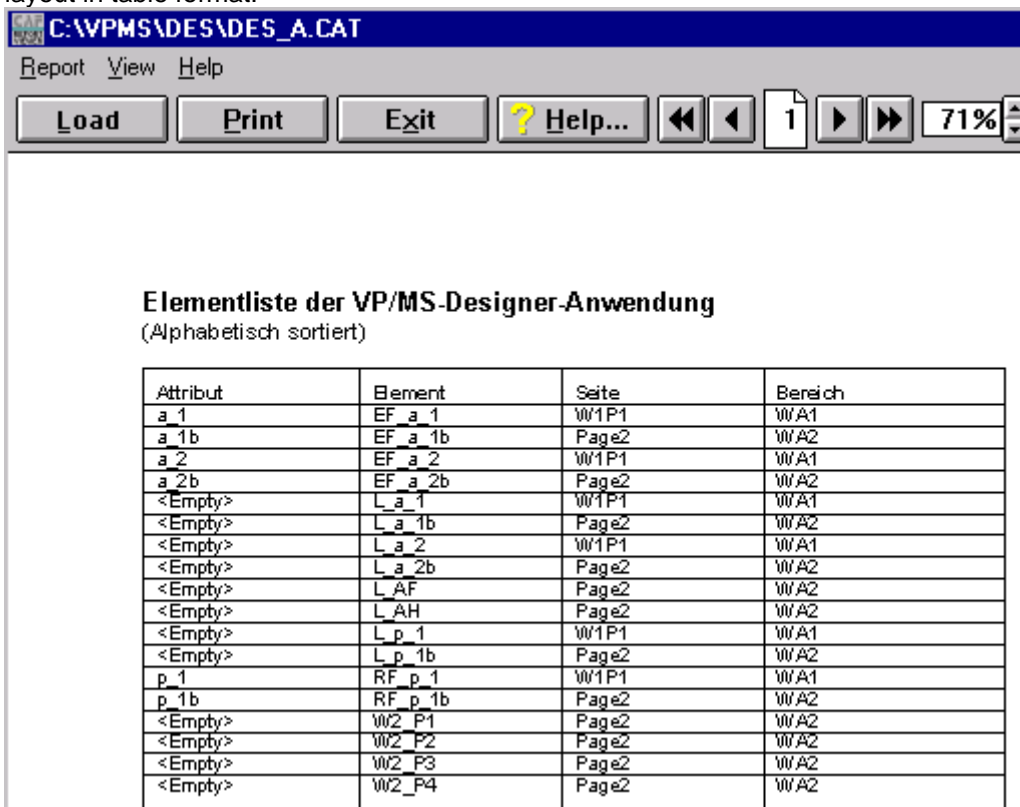 layout in table format.
C:\VPMS\DES\DES_A.CAT
Report View Help
Load Print Exit ? Help... 1 71%
Elementliste der VP/MS-Designer-Anwendung
(Alphabetisch sortiert)
Attribut Element Seite Bereich
a_1 EF_a_1 W1P1 WA1
a_1b EF_a_1b Page2 WA2
a_2 EF_a_2 W1P1 WA1
a_2b EF_a_2b Page2 WA2
<Empty> L_a_1 W1P1 WA1
<Empty> L_a_1b Page2 WA2
<Empty> L_a_2 W1P1 WA1
<Empty> L_a_2b Page2 WA2
<Empty> L_AF Page2 WA2
<Empty> L_AH Page2 WA2
<Empty> L_p_1 W1P1 WA1
<Empty> L_p_1b Page2 WA2
p_1 RF_p_1 W1P1 WA1
p_1b RF_p_1b Page2 WA2
<Empty> W2_P1 Page2 WA2
<Empty> W2_P2 Page2 WA2
<Empty> W2_P3 Page2 WA2
<Empty> W2_P4 Page2 WA2